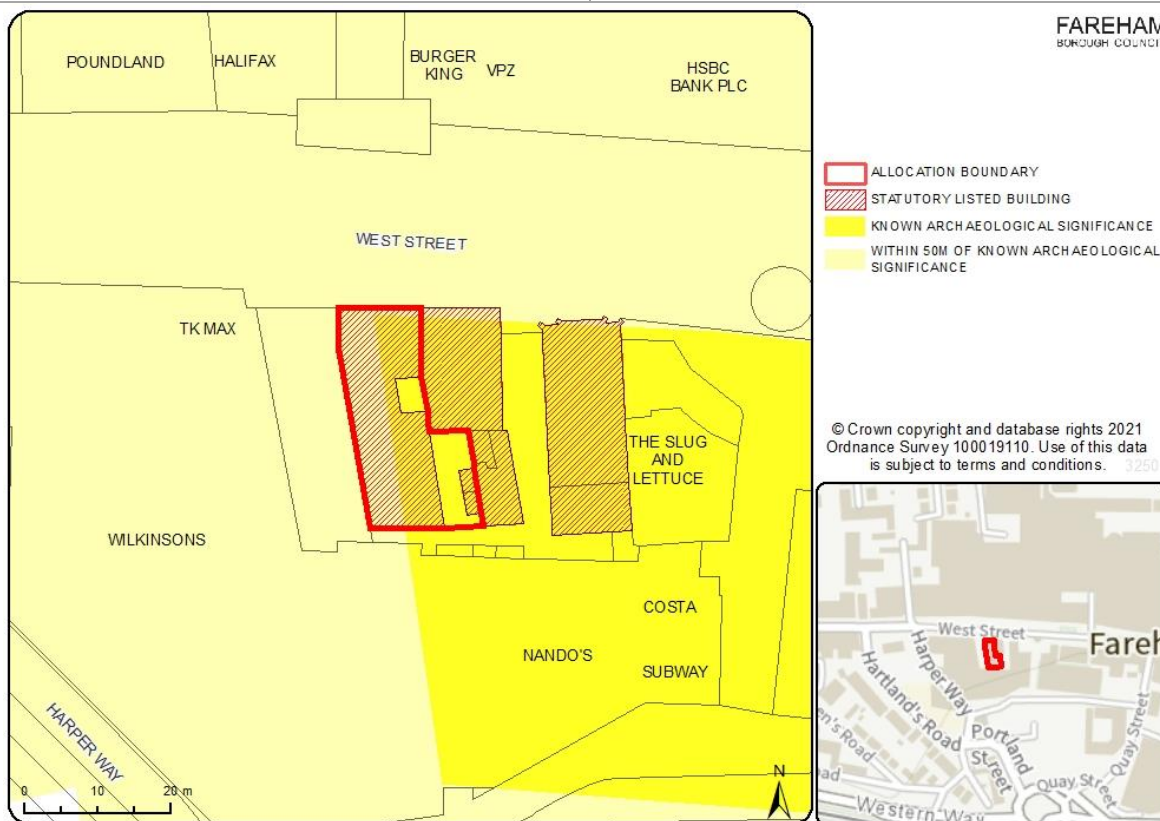 POUNDLAND
HALIFAX
BURGER
KING
VPZ
HSBC
BANK PLC
WEST STREET
TK MAX
THE SLUG
AND
LETTUCE
WILKINSONS
COSTA
NANDO'S
SUBWAY
HARPER WAY
0 10 20 m
N
FAREHAM
BOROUGH COUNCIL
ALLOCATION BOUNDARY
STATUTORY LISTED BUILDING
KNOWN ARCHAEOLOGICAL SIGNIFICANCE
WITHIN 50M OF KNOWN ARCHAEOLOGICAL
SIGNIFICANCE
© Crown copyright and database rights 2021
Ordnance Survey 100019110. Use of this data
is subject to terms and conditions. 3250
West Street
Fareh
Harper Way
Hartland's Road
en's Road
Portland
Street
Quay Street
Quay Street
oad
Western Way